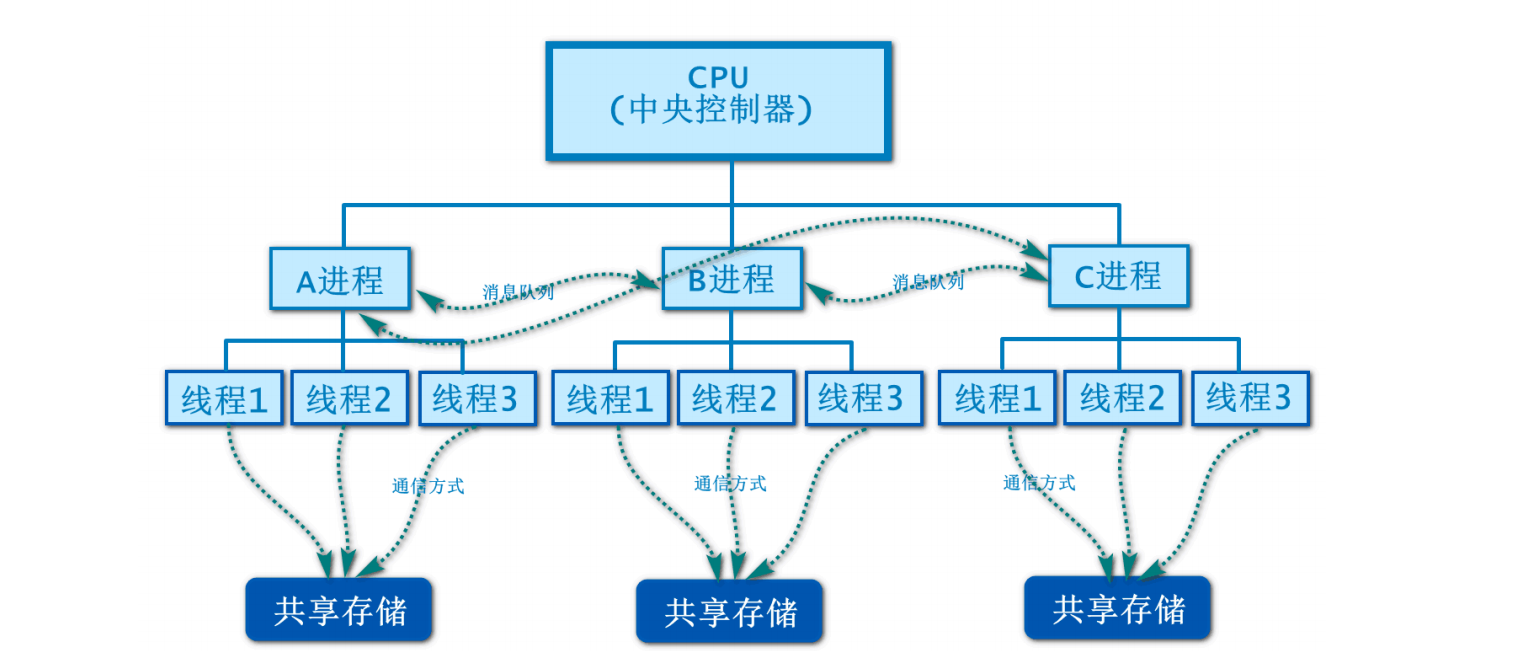 CPU
(中央控制器)
A进程
消息队列
B进程
消息队列
C进程
线程1
线程2
线程3
线程1
线程2
线程3
线程1
线程2
线程3
通信方式
通信方式
通信方式
共享存储
共享存储
共享存储